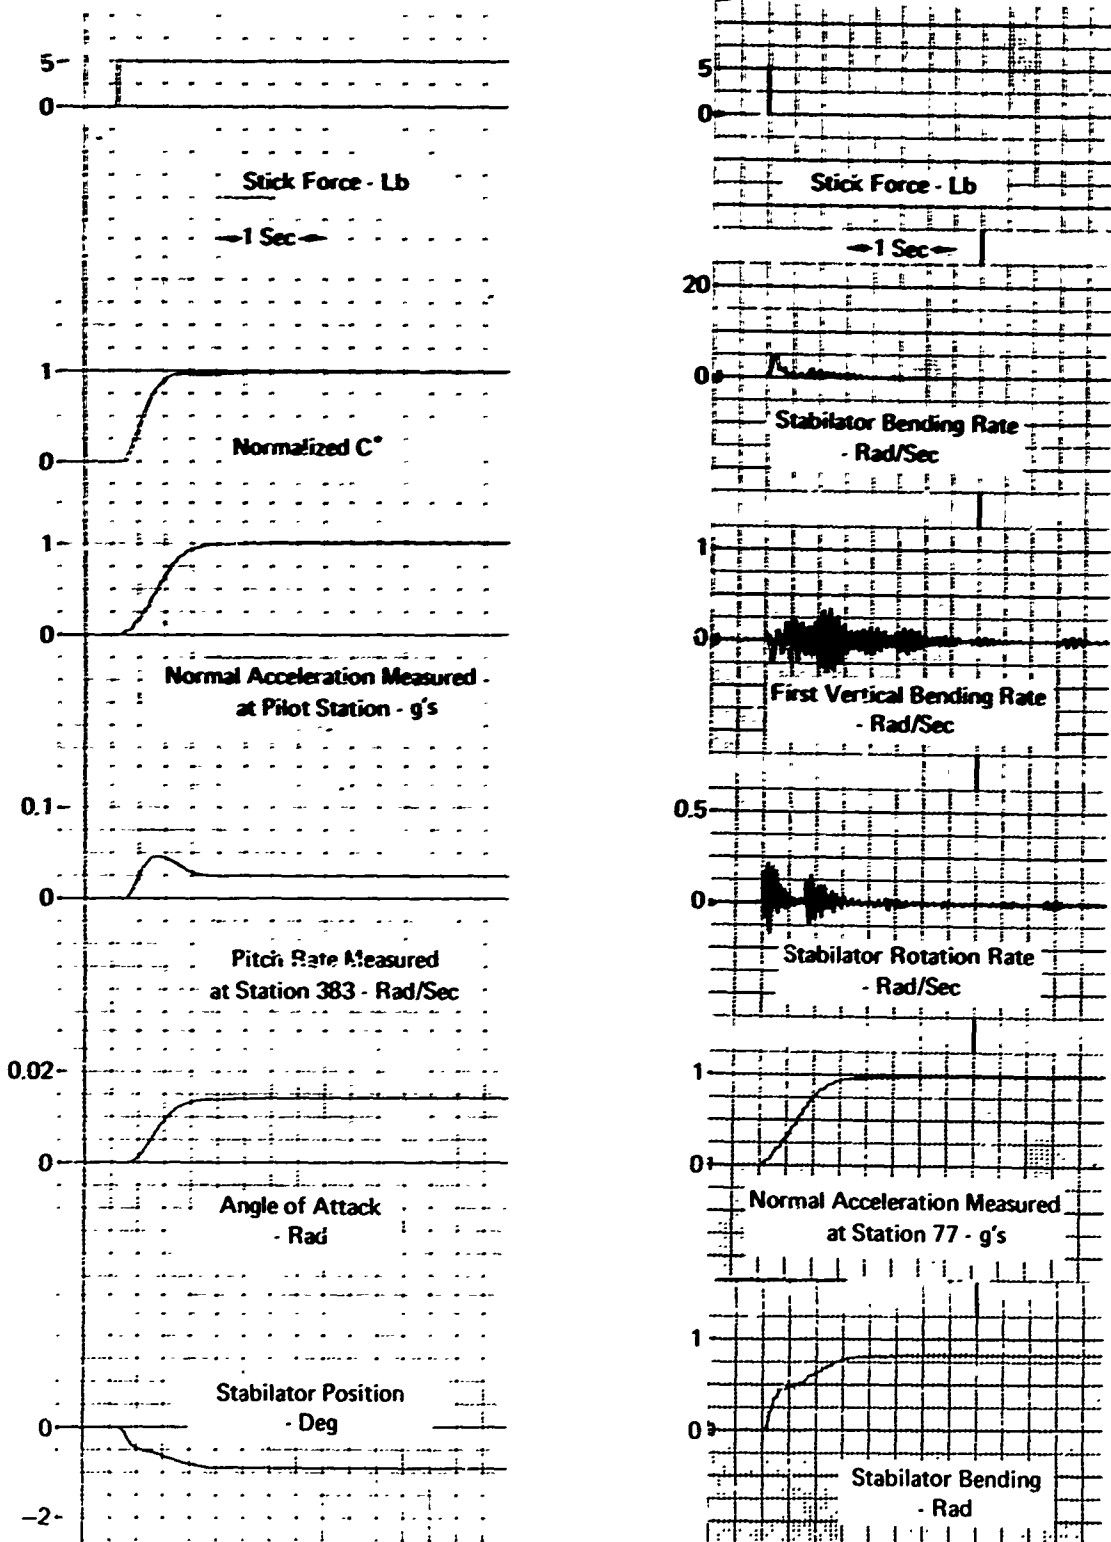 5
0
Stick Force - Lb
1 Sec
1
0
Normalized C*
1
0
Normal Acceleration Measured
at Pilot Station - g's
0.1
0
Pitch Rate Measured
at Station 383 - Rad/Sec
0.02
0
Angle of Attack
- Rad
Stabilator Position
- Deg
0
-2
5
0
Stick Force - Lb
1 Sec
20
0
Stabilator Bending Rate
- Rad/Sec
1
0
First Vertical Bending Rate
- Rad/Sec
0.5
0
Stabilator Rotation Rate
- Rad/Sec
1
0
Normal Acceleration Measured
at Station 77 - g's
1
0
Stabilator Bending
- Rad